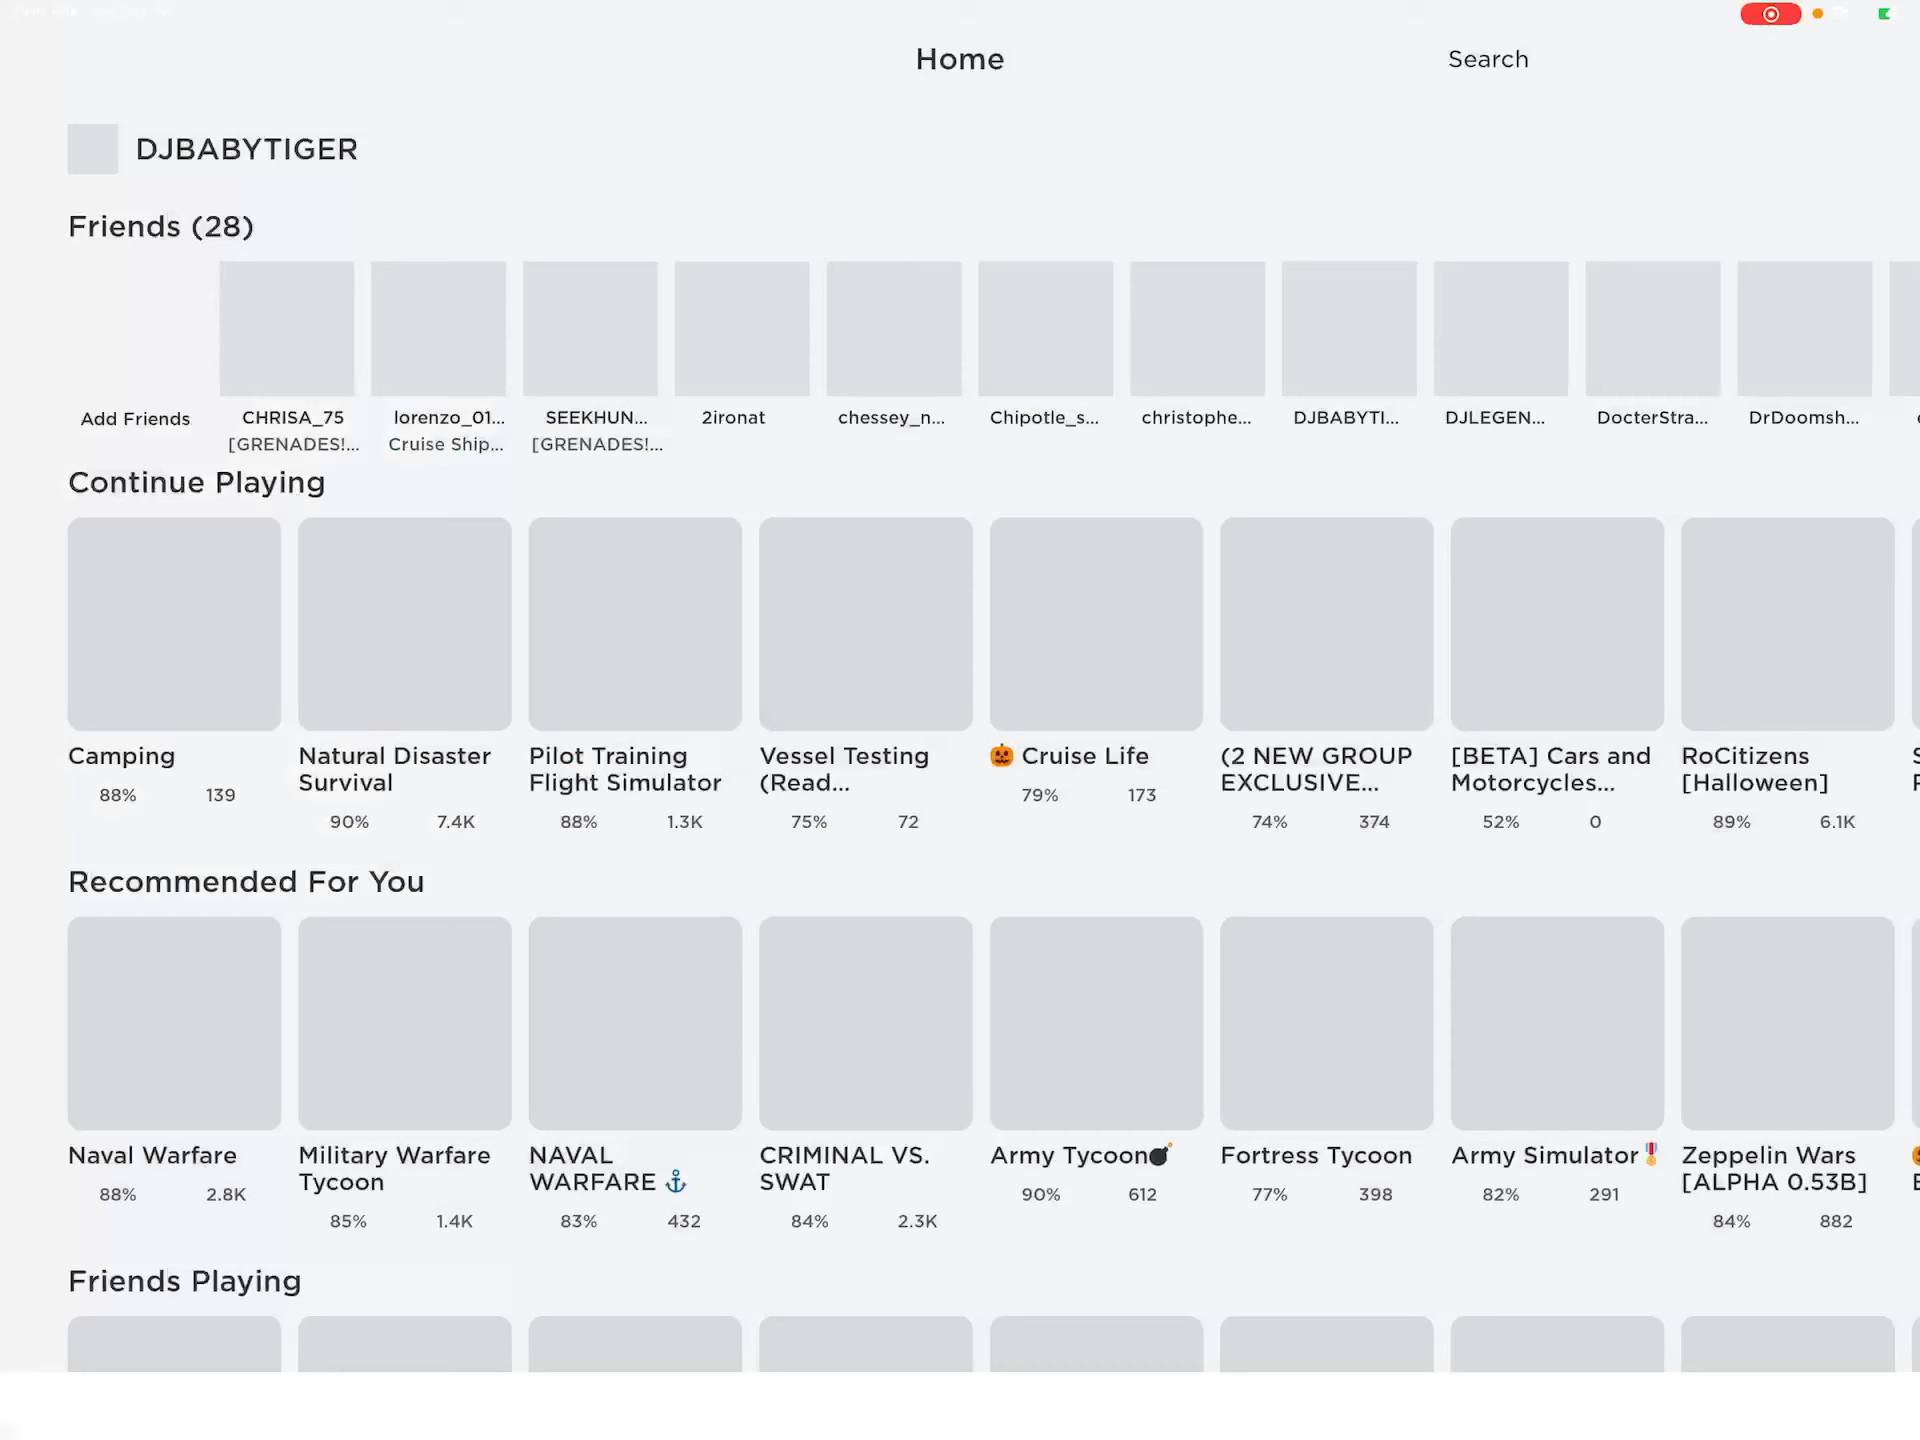 Home
Search
DJBABYTIGER
Friends (28)
Add Friends
CHRISA_75
[GRENADES!...
lorenzo_01...
Cruise Ship...
SEEKHUN...
[GRENADES!...
2ironat
chessey_n...
Chipotle_s...
christophe...
DJBABYTI...
DJLEGEN...
DocterStra...
DrDoomsh...
Continue Playing
Camping
88% 139
Natural Disaster
Survival
90% 7.4K
Pilot Training
Flight Simulator
88% 1.3K
Vessel Testing
(Read...
75% 72
🎃 Cruise Life
79% 173
(2 NEW GROUP
EXCLUSIVE...
74% 374
[BETA] Cars and
Motorcycles...
52% 0
RoCitizens
[Halloween]
89% 6.1K
Recommended For You
Naval Warfare
88% 2.8K
Military Warfare
Tycoon
85% 1.4K
NAVAL
WARFARE ⚓
83% 432
CRIMINAL VS.
SWAT
84% 2.3K
Army Tycoon💣
90% 612
Fortress Tycoon
77% 398
Army Simulator🎖
82% 291
Zeppelin Wars
[ALPHA 0.53B]
84% 882
Friends Playing